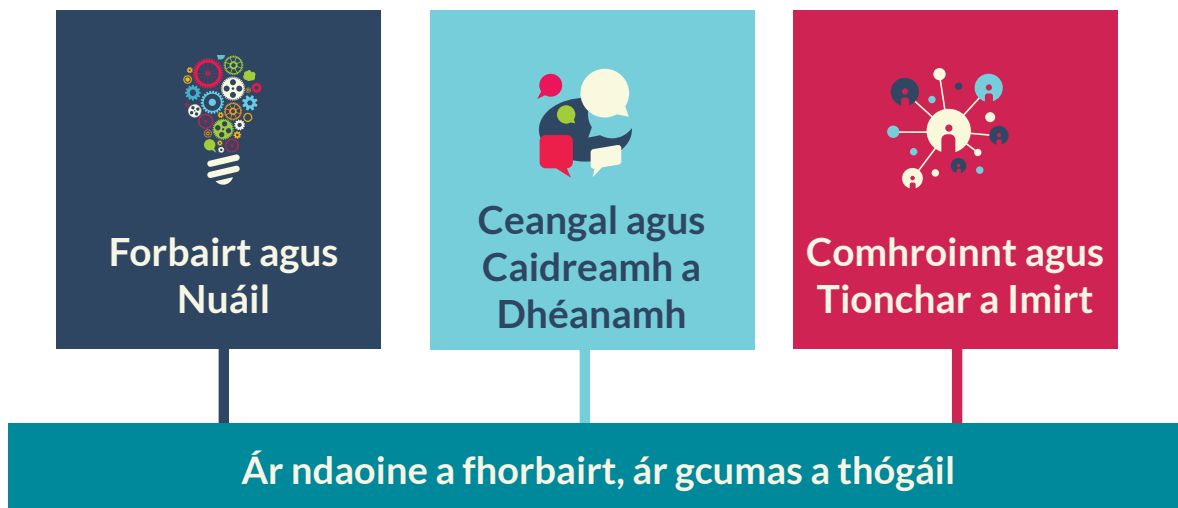 Forbairt agus
Nuáil
Ceangal agus
Caidreamh a
Dhéanamh
Comhroinnt agus
Tionchar a Imirt
Ár ndaoine a fhorbairt, ár gcumas a thógáil